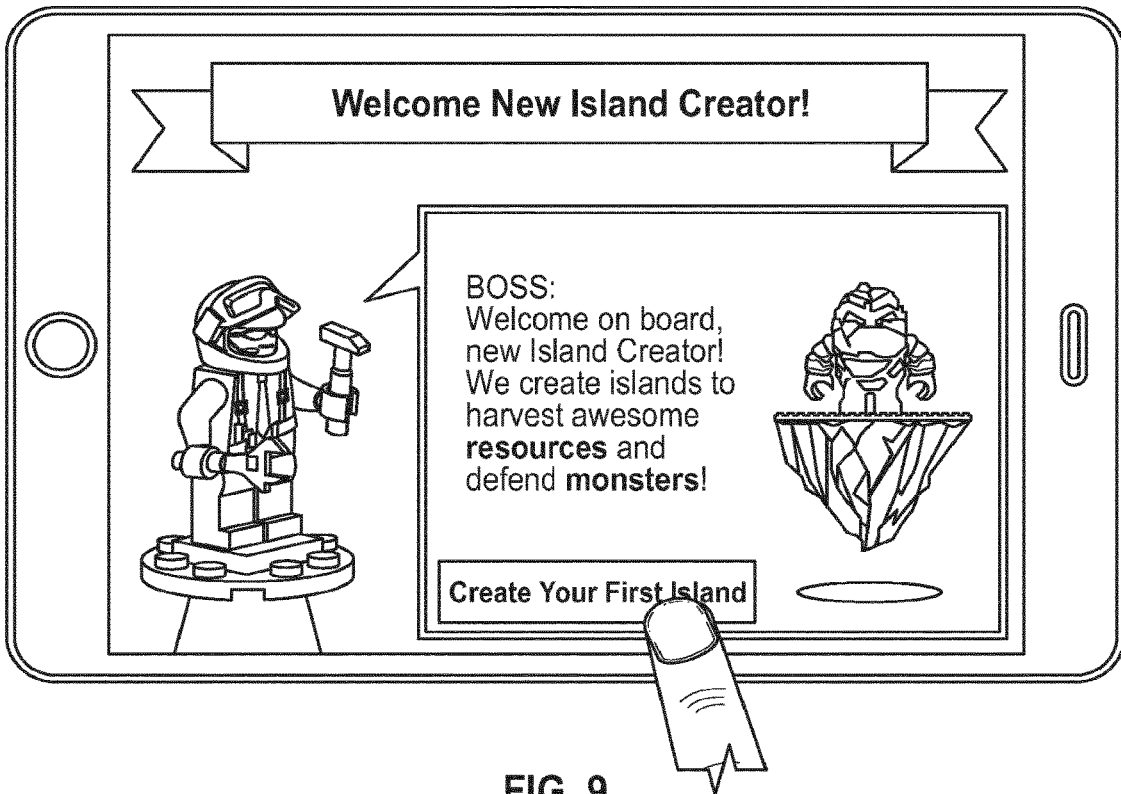 Welcome New Island Creator!
BOSS:
Welcome on board,
new Island Creator!
We create islands to
harvest awesome
resources and
defend monsters!
Create Your First Island
FIG. 9